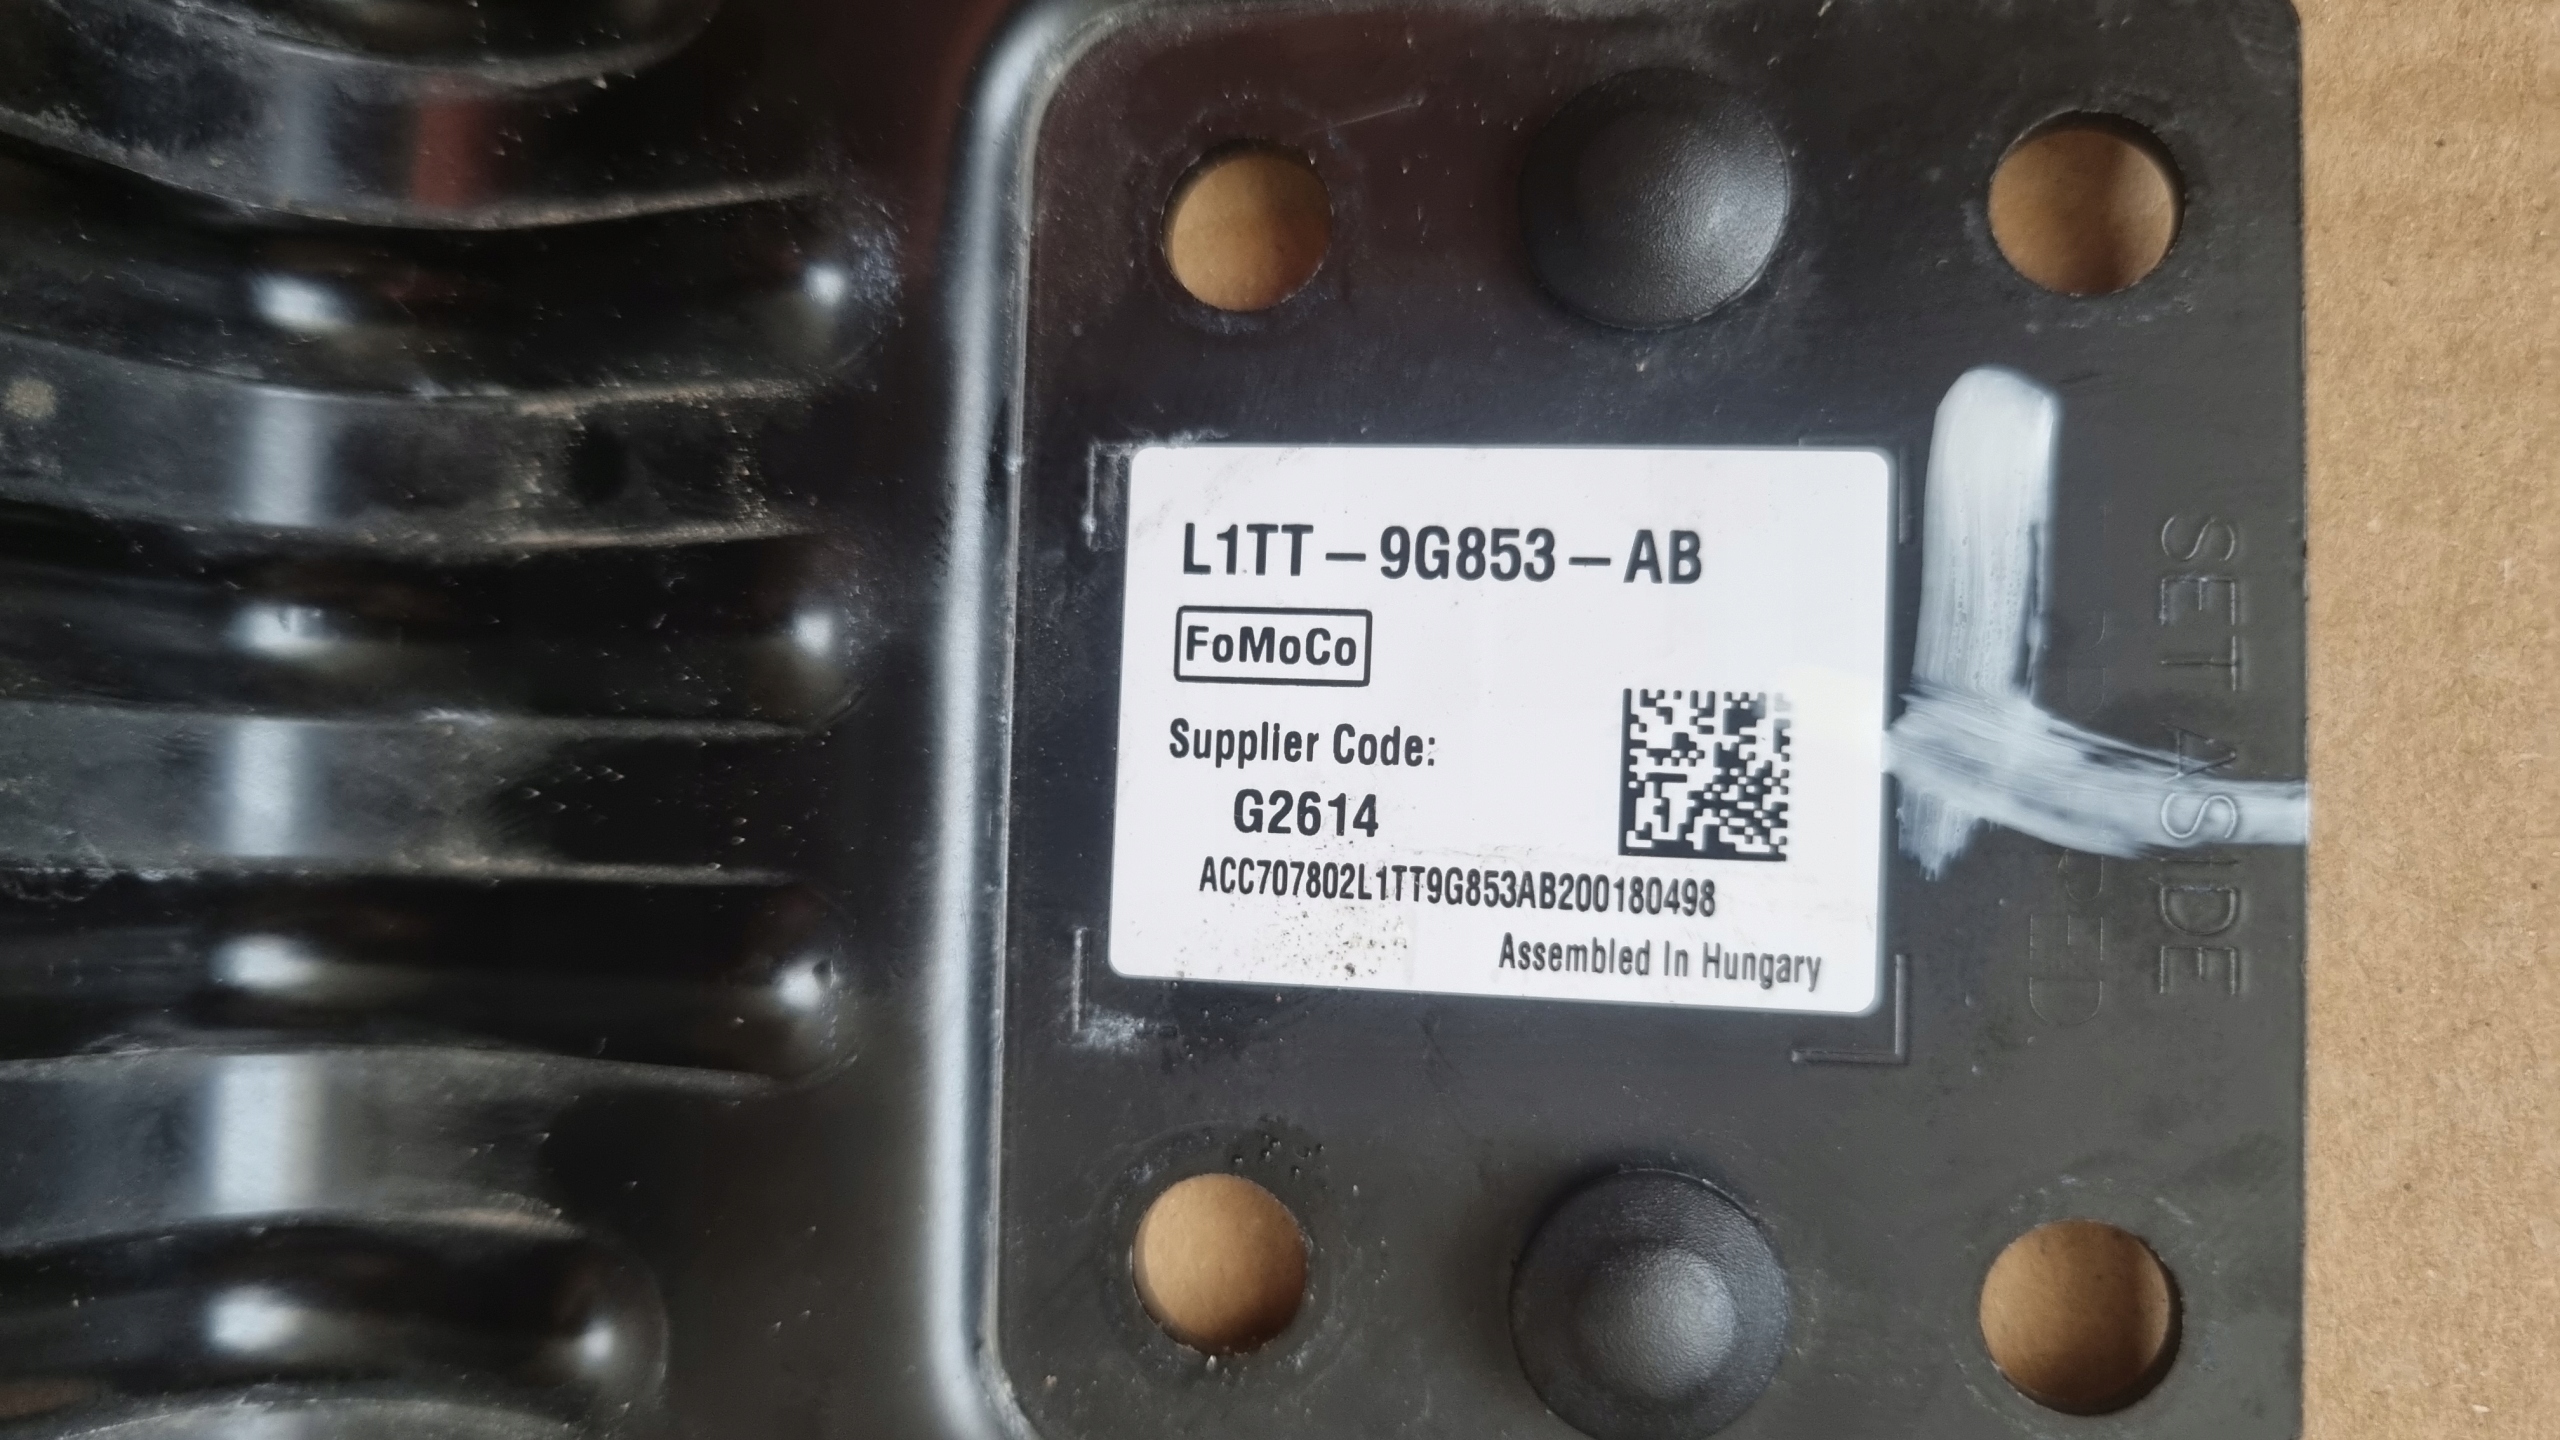 L1TT – 9G853 – AB
FoMoCo
Supplier Code:
G2614
ACC707802L1TT9G853AB200180498
Assembled In Hungary
SET ASIDE